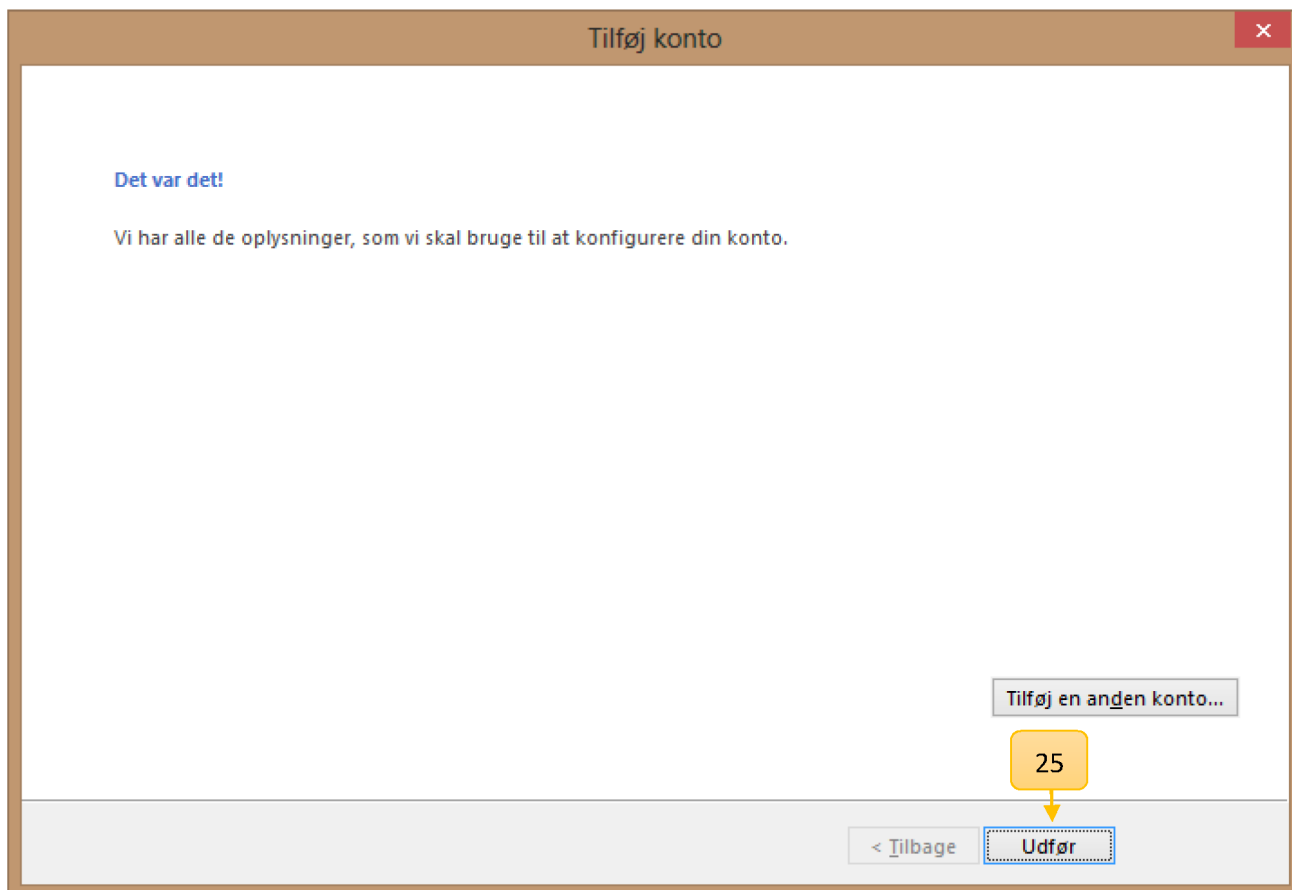 Tilføj konto
Det var det!
Vi har alle de oplysninger, som vi skal bruge til at konfigurere din konto.
Tilføj en anden konto...
25
< Tilbage
Udfør